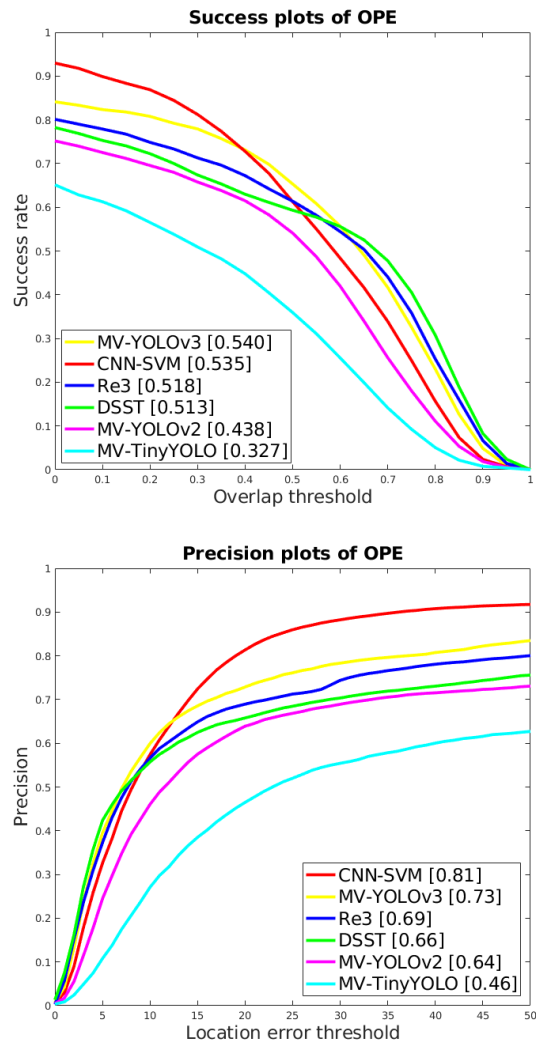 Success plots of OPE
1
0.9
0.8
0.7
0.6
0.5
0.4
0.3
0.2
0.1
0
Success rate
MV-YOLOv3 [0.540]
CNN-SVM [0.535]
Re3 [0.518]
DSST [0.513]
MV-YOLOv2 [0.438]
MV-TinyYOLO [0.327]
0 0.1 0.2 0.3 0.4 0.5 0.6 0.7 0.8 0.9 1
Overlap threshold
Precision plots of OPE
1
0.9
0.8
0.7
0.6
0.5
0.4
0.3
0.2
0.1
0
Precision
CNN-SVM [0.81]
MV-YOLOv3 [0.73]
Re3 [0.69]
DSST [0.66]
MV-YOLOv2 [0.64]
MV-TinyYOLO [0.46]
0 5 10 15 20 25 30 35 40 45 50
Location error threshold